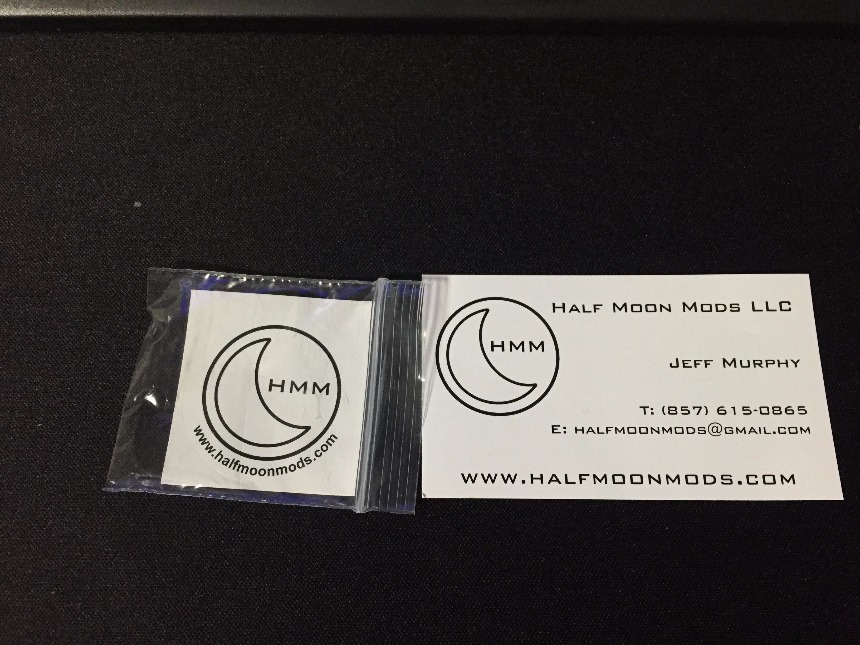 HMM
www.halfmoonmods.com
HMM
HALF MOON MODS LLC
JEFF MURPHY
T: (857) 615-0865
E: HALFMOONMODS@GMAIL.COM
WWW.HALFMOONMODS.COM